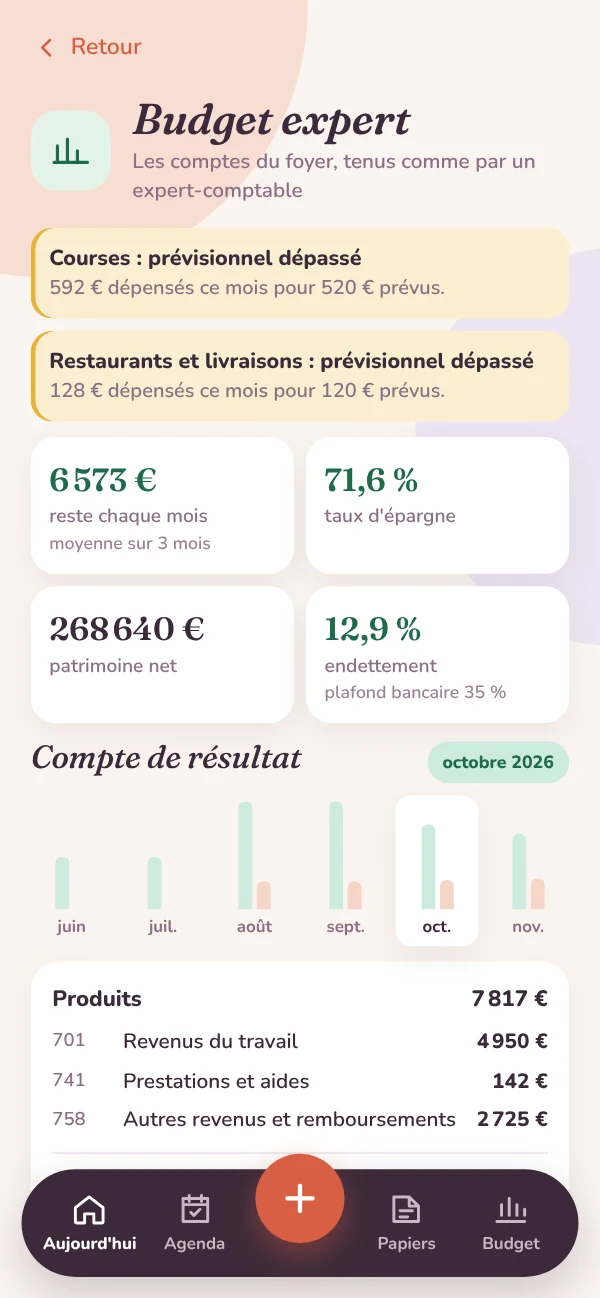 Retour
Budget expert
Les comptes du foyer, tenus comme par un
expert-comptable
Courses : prévisionnel dépassé
592 € dépensés ce mois pour 520 € prévus.
Restaurants et livraisons : prévisionnel dépassé
128 € dépensés ce mois pour 120 € prévus.
6 573 €
reste chaque mois
moyenne sur 3 mois
71,6 %
taux d'épargne
268 640 €
patrimoine net
12,9 %
endettement
plafond bancaire 35 %
Compte de résultat
octobre 2026
juin juil. août sept. oct. nov.
Produits 7 817 €
701 Revenus du travail 4 950 €
741 Prestations et aides 142 €
758 Autres revenus et remboursements 2 725 €
Aujourd'hui Agenda Papiers Budget